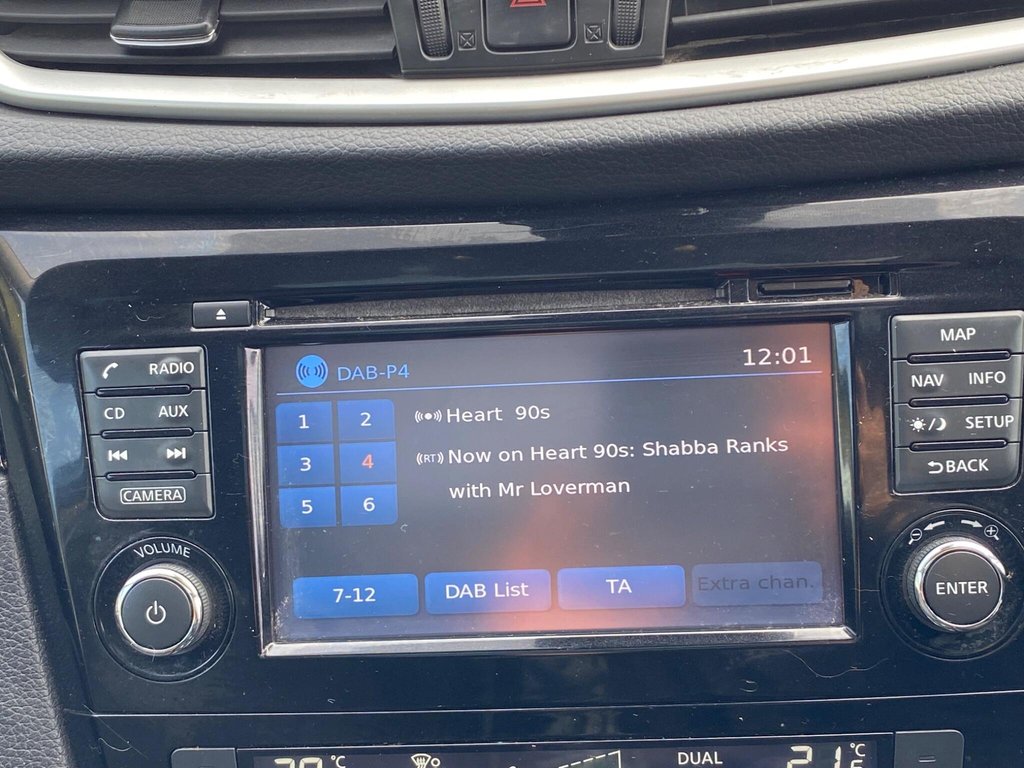 RADIO
CD AUX
CAMERA
VOLUME
DAB-P4 12:01
1 2
3 4
5 6
Heart 90s
(RT) Now on Heart 90s: Shabba Ranks
with Mr Loverman
7-12 DAB List TA Extra chan.
MAP
NAV INFO
SETUP
BACK
ENTER
°C DUAL 21°C